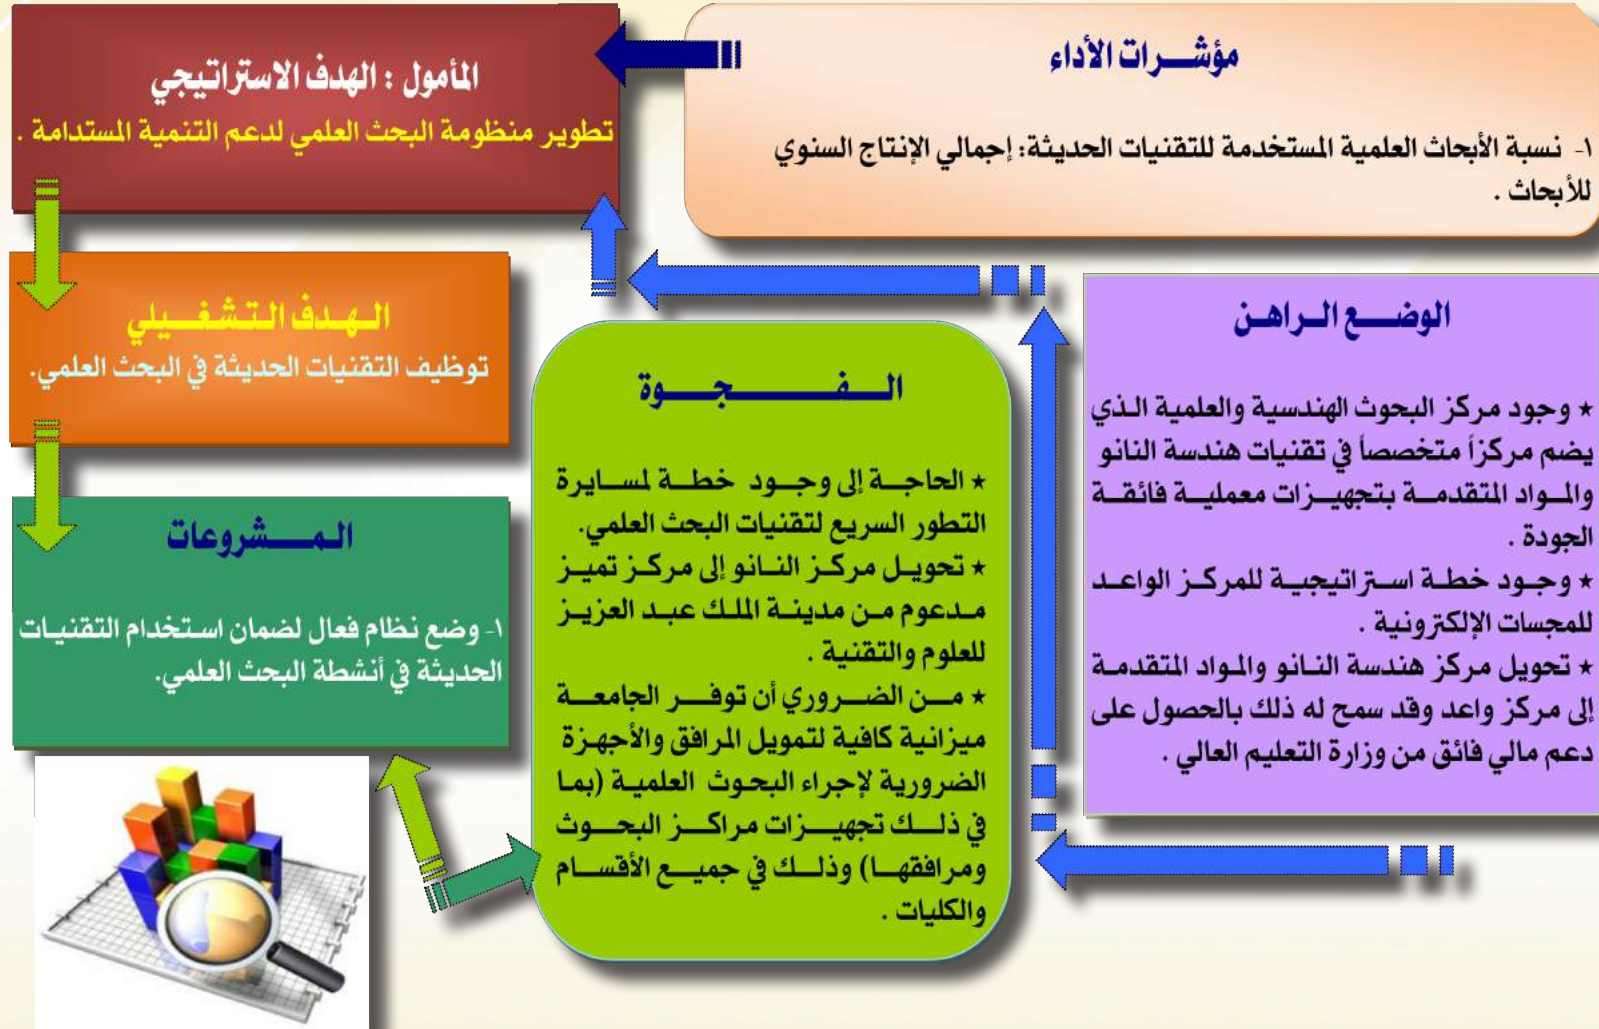 مؤشرات الأداء
١- نسبة الأبحاث العلمية المستخدمة للتقنيات الحديثة: إجمالي الإنتاج السنوي
للأبحاث .
المأمول : الهدف الاستراتيجي
تطوير منظومة البحث العلمي لدعم التنمية المستدامة .
الهدف التشغيلي
توظيف التقنيات الحديثة في البحث العلمي.
المشروعات
١- وضع نظام فعال لضمان استخدام التقنيات
الحديثة في أنشطة البحث العلمي.
الوضع الراهن
★ وجود مركز البحوث الهندسية والعلمية الذي
يضم مركزاً متخصصاً في تقنيات هندسة النانو
والمواد المتقدمة بتجهيزات معملية فائقة
الجودة .
★ وجود خطة استراتيجية للمركز الواعد
للمجسات الإلكترونية .
★ تحويل مركز هندسة النانو والمواد المتقدمة
إلى مركز واعد وقد سمح له ذلك بالحصول على
دعم مالي فائق من وزارة التعليم العالي .
الفجوة
★ الحاجة إلى وجود خطة لمسايرة
التطور السريع لتقنيات البحث العلمي.
★ تحويل مركز النانو إلى مركز تميز
مدعوم من مدينة الملك عبد العزيز
للعلوم والتقنية .
★ من الضروري أن توفر الجامعة
ميزانية كافية لتمويل المرافق والأجهزة
الضرورية لإجراء البحوث العلمية (بما
في ذلك تجهيزات مراكز البحوث
ومرافقها) وذلك في جميع الأقسام
والكليات .